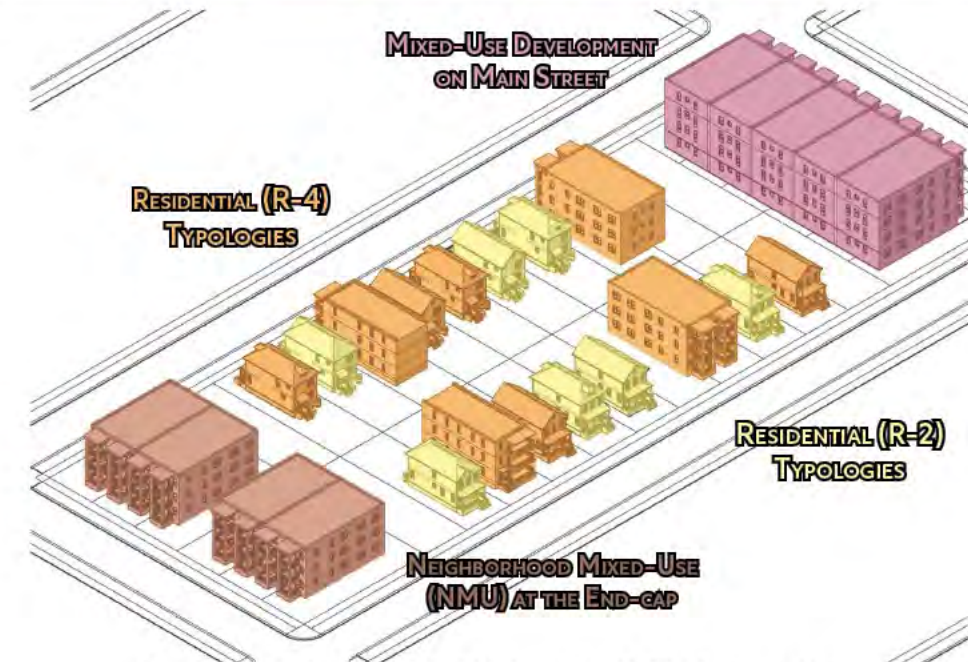 Mixed-Use Development
on Main Street
Residential (R-4)
Typologies
Residential (R-2)
Typologies
Neighborhood Mixed-Use
(NMU) at the End-cap